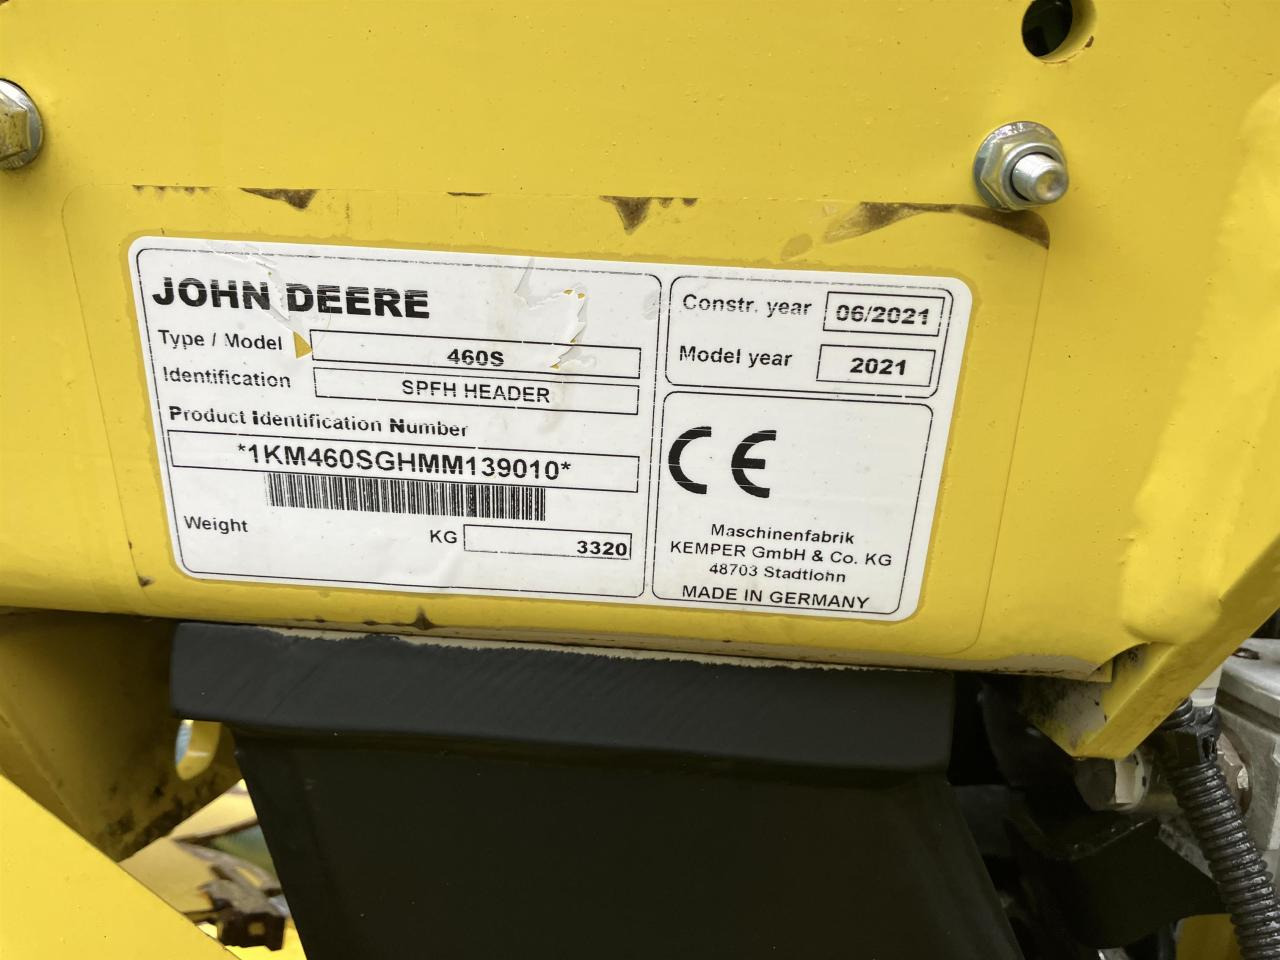 JOHN DEERE
Type / Model 460S
Identification SPFH HEADER
Product Identification Number
*1KM460SGHMM139010*
Weight KG 3320
Constr. year 06/2021
Model year 2021
CE
Maschinenfabrik
KEMPER GmbH & Co. KG
48703 Stadtlohn
MADE IN GERMANY